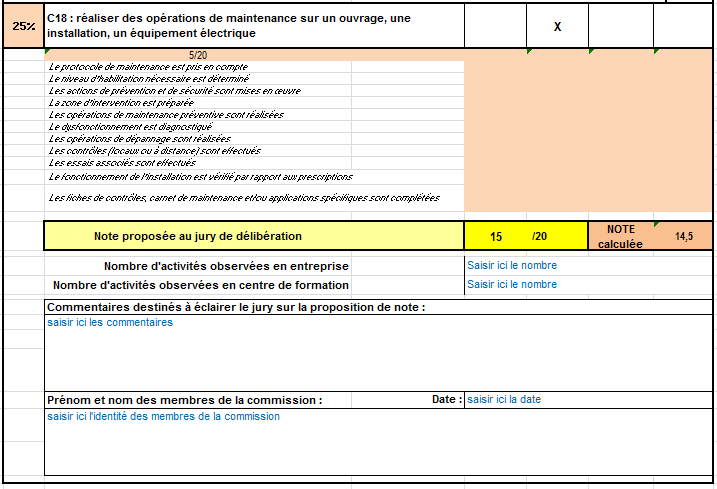 25%
C18 : réaliser des opérations de maintenance sur un ouvrage, une
installation, un équipement électrique
X
5/20
Le protocole de maintenance est pris en compte
Le niveau d'habilitation nécessaire est déterminé
Les actions de prévention et de sécurité sont mises en œuvre
La zone d'intervention est préparée
Les opérations de maintenance préventive sont réalisées
Le dysfonctionnement est diagnostiqué
Les opérations de dépannage sont réalisées
Les contrôles (locaux ou à distance) sont effectués
Les essais associés sont effectués
Le fonctionnement de l'installation est vérifié par rapport aux prescriptions
Les fiches de contrôles, carnet de maintenance et/ou applications spécifiques sont complétées
Note proposée au jury de délibération
15 /20
NOTE
calculée
14,5
Nombre d'activités observées en entreprise
Saisir ici le nombre
Nombre d'activités observées en centre de formation
Saisir ici le nombre
Commentaires destinés à éclairer le jury sur la proposition de note :
saisir ici les commentaires
Prénom et nom des membres de la commission :
Date : saisir ici la date
saisir ici l'identité des membres de la commission